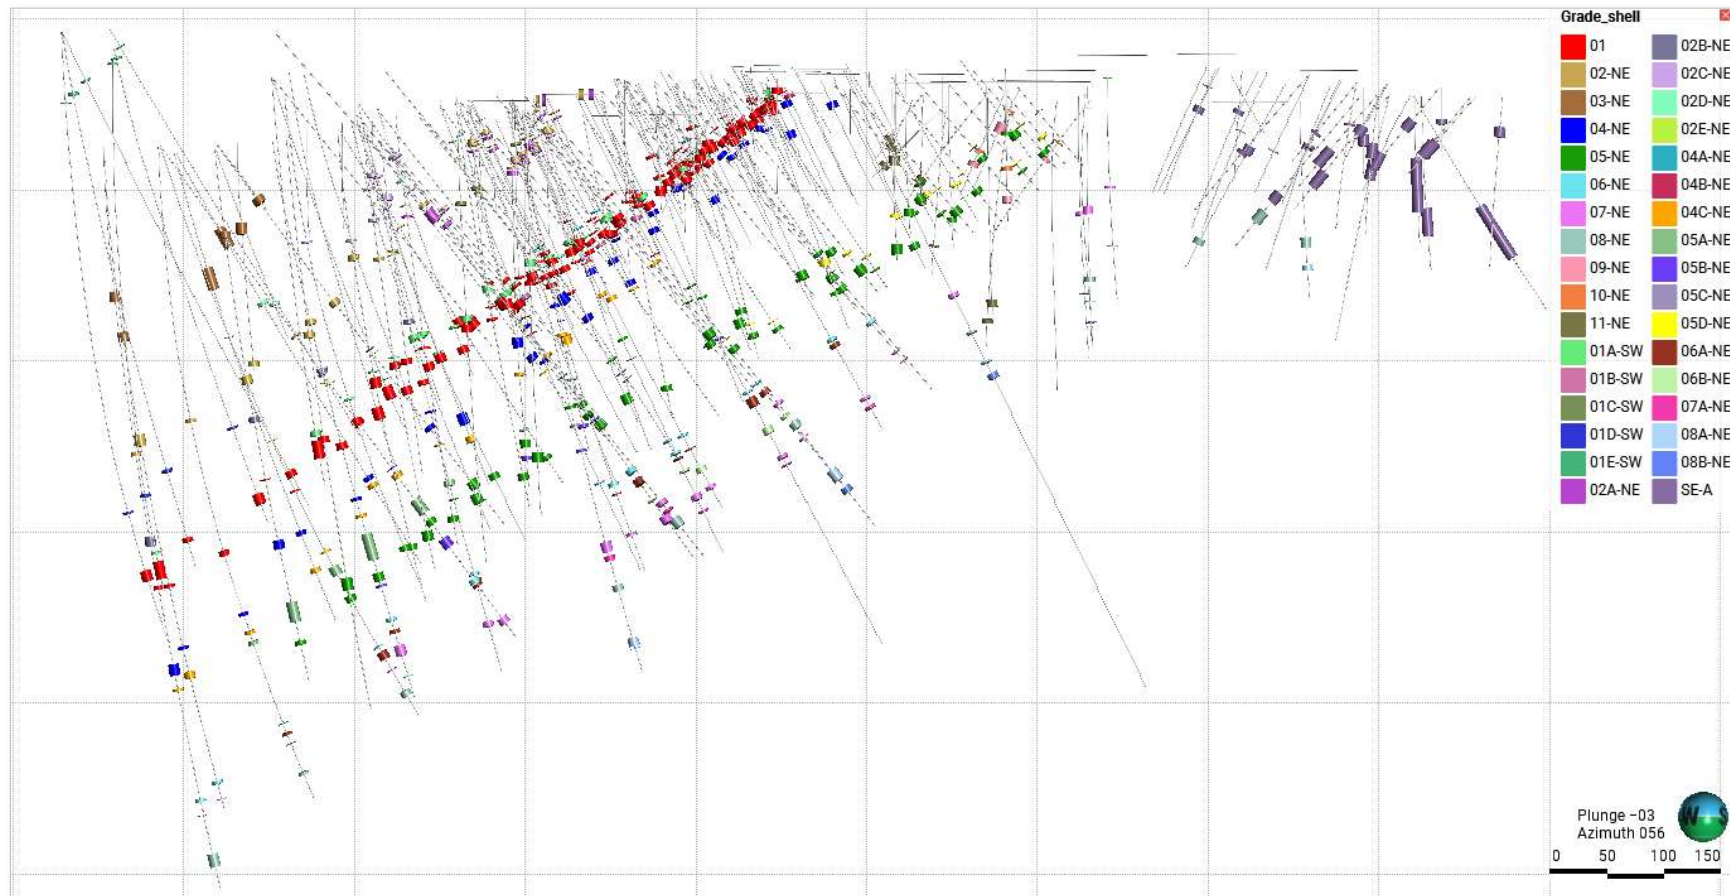 Grade_shell
01 02B-NE
02-NE 02C-NE
03-NE 02D-NE
04-NE 02E-NE
05-NE 04A-NE
06-NE 04B-NE
07-NE 04C-NE
08-NE 05A-NE
09-NE 05B-NE
10-NE 05C-NE
11-NE 05D-NE
01A-SW 06A-NE
01B-SW 06B-NE
01C-SW 07A-NE
01D-SW 08A-NE
01E-SW 08B-NE
02A-NE SE-A
Plunge −03
Azimuth 056
W S
0 50 100 150